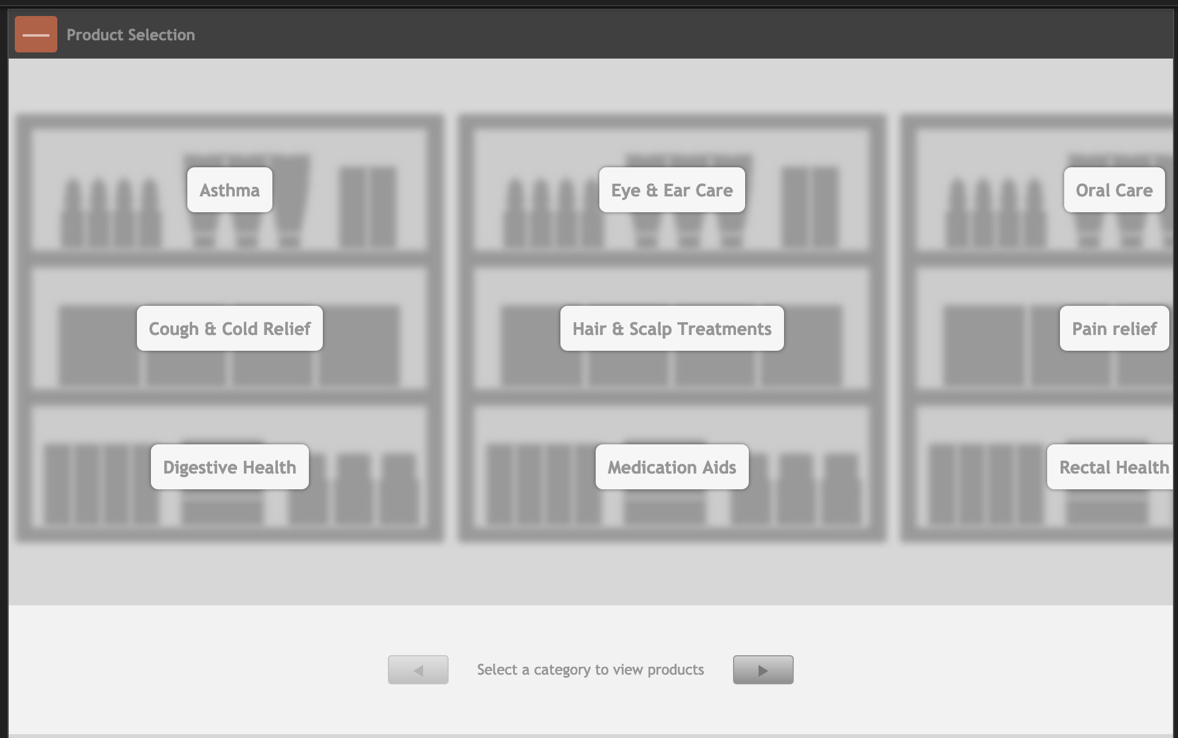 Product Selection
Asthma
Eye & Ear Care
Oral Care
Cough & Cold Relief
Hair & Scalp Treatments
Pain relief
Digestive Health
Medication Aids
Rectal Health
Select a category to view products